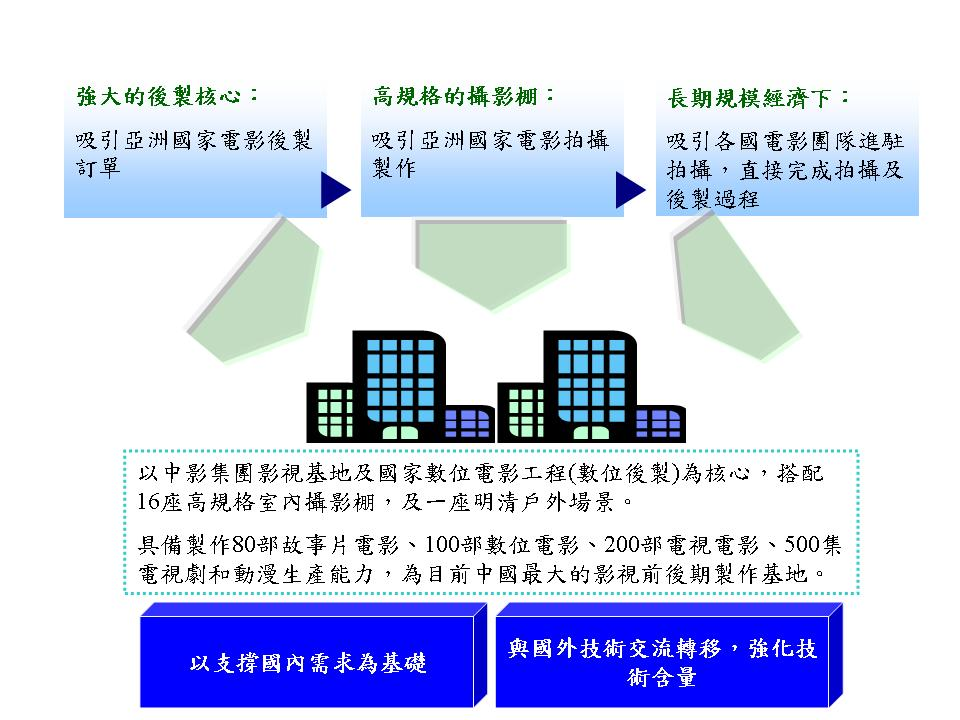 強大的後製核心：
吸引亞洲國家電影後製
訂單
高規格的攝影棚：
吸引亞洲國家電影拍攝
製作
長期規模經濟下：
吸引各國電影團隊進駐
拍攝，直接完成拍攝及
後製過程
以中影集團影視基地及國家數位電影工程(數位後製)為核心，搭配
16座高規格室內攝影棚，及一座明清戶外場景。
具備製作80部故事片電影、100部數位電影、200部電視電影、500集
電視劇和動漫生產能力，為目前中國最大的影視前後期製作基地。
以支撐國內需求為基礎
與國外技術交流轉移，強化技
術含量